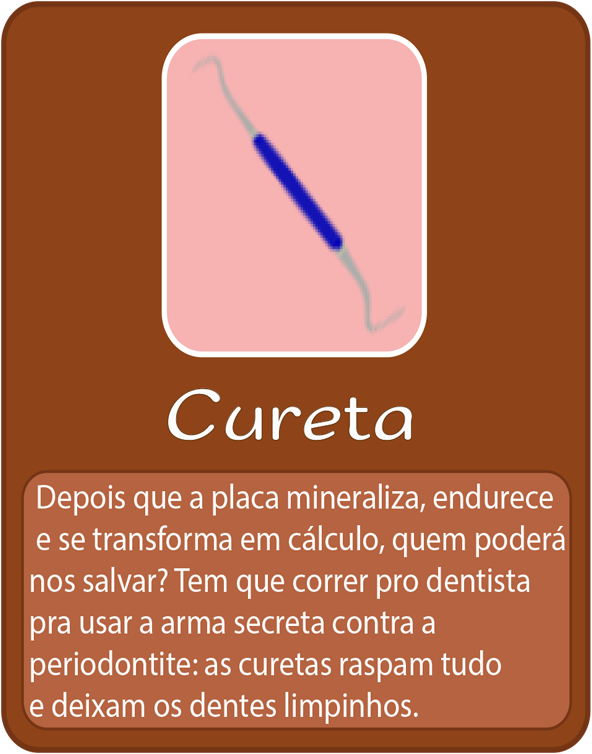 Cureta
Depois que a placa mineraliza, endurece
e se transforma em cálculo, quem poderá
nos salvar? Tem que correr pro dentista
pra usar a arma secreta contra a
periodontite: as curetas raspam tudo
e deixam os dentes limpinhos.